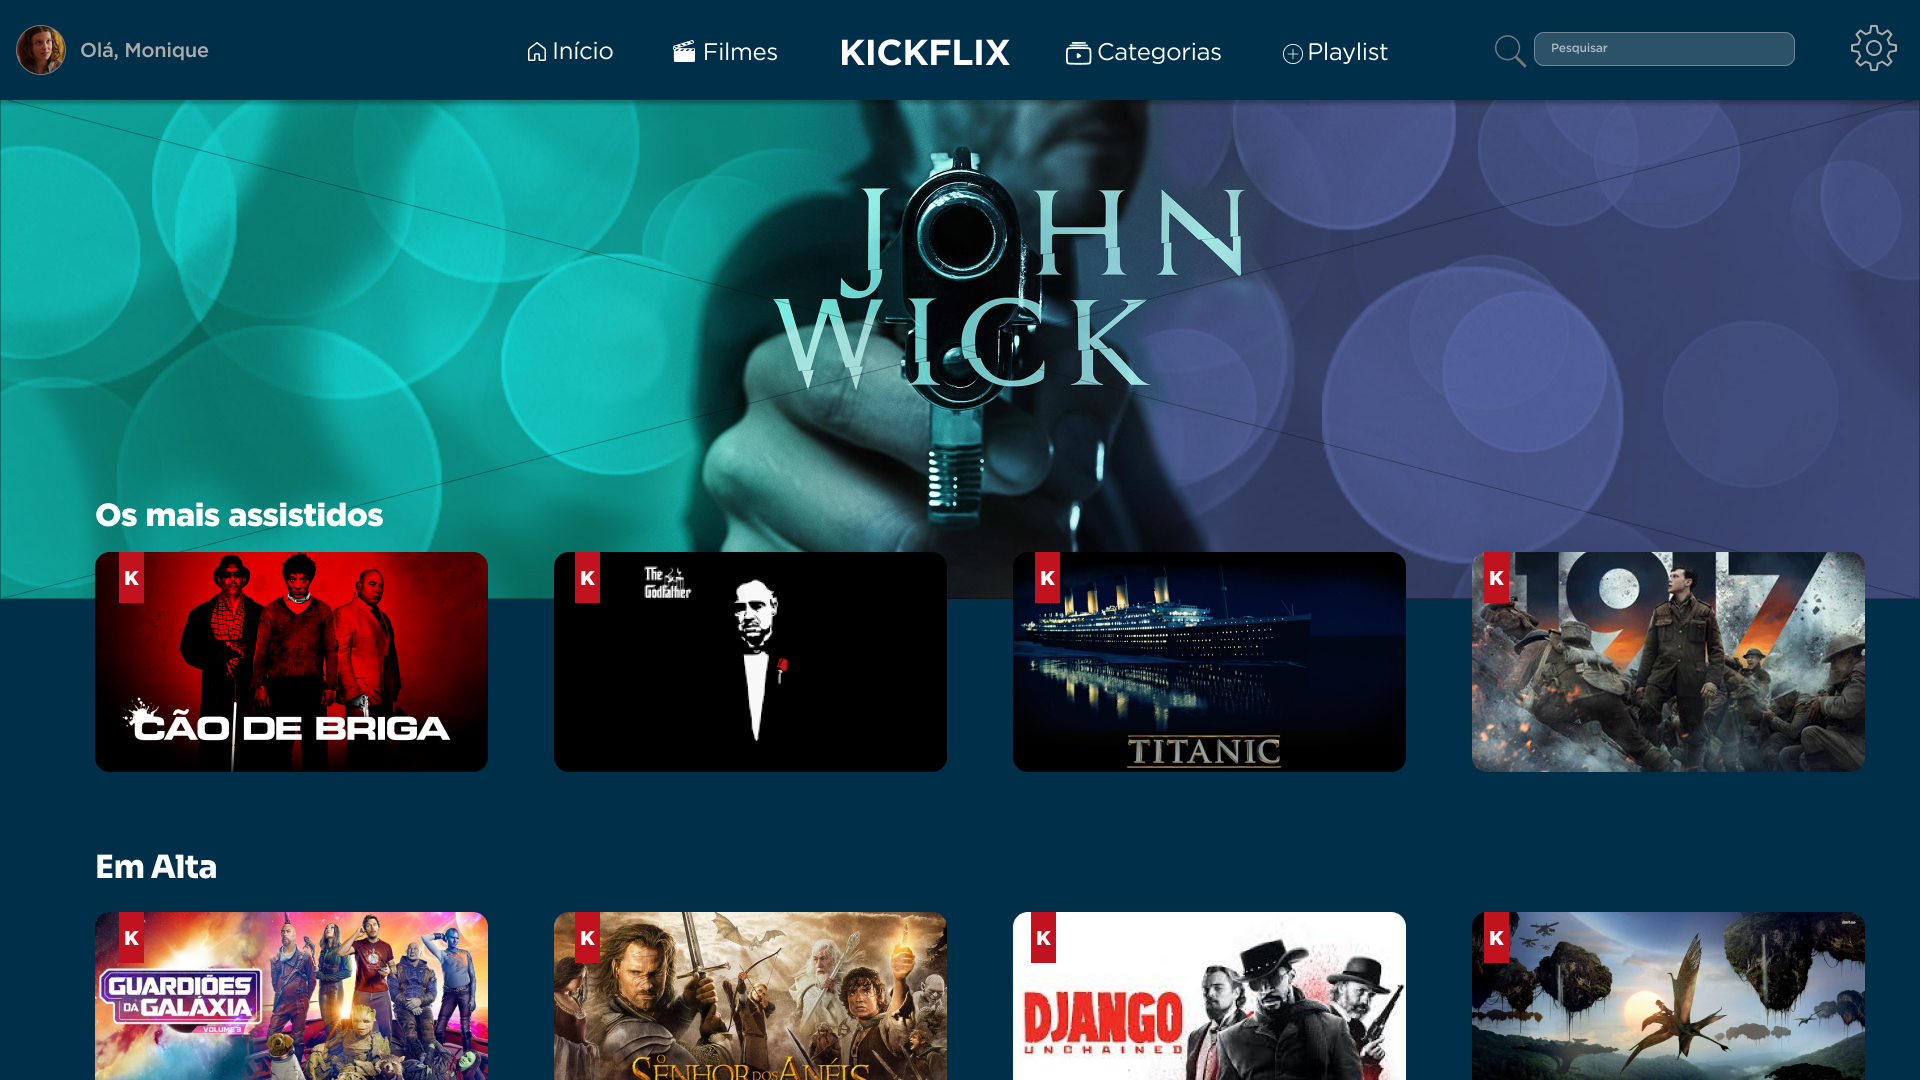 Olá, Monique
Início
Filmes
KICKFLIX
Categorias
Playlist
Pesquisar
JOHN
WICK
Os mais assistidos
K
K
K
K
CÃO DE BRIGA
The
Godfather
TITANIC
1917
Em Alta
K
K
K
K
GUARDIÕES
DA GALÁXIA
VOLUME 3
O
SENHOR DOS ANÉIS
DJANGO
UNCHAINED